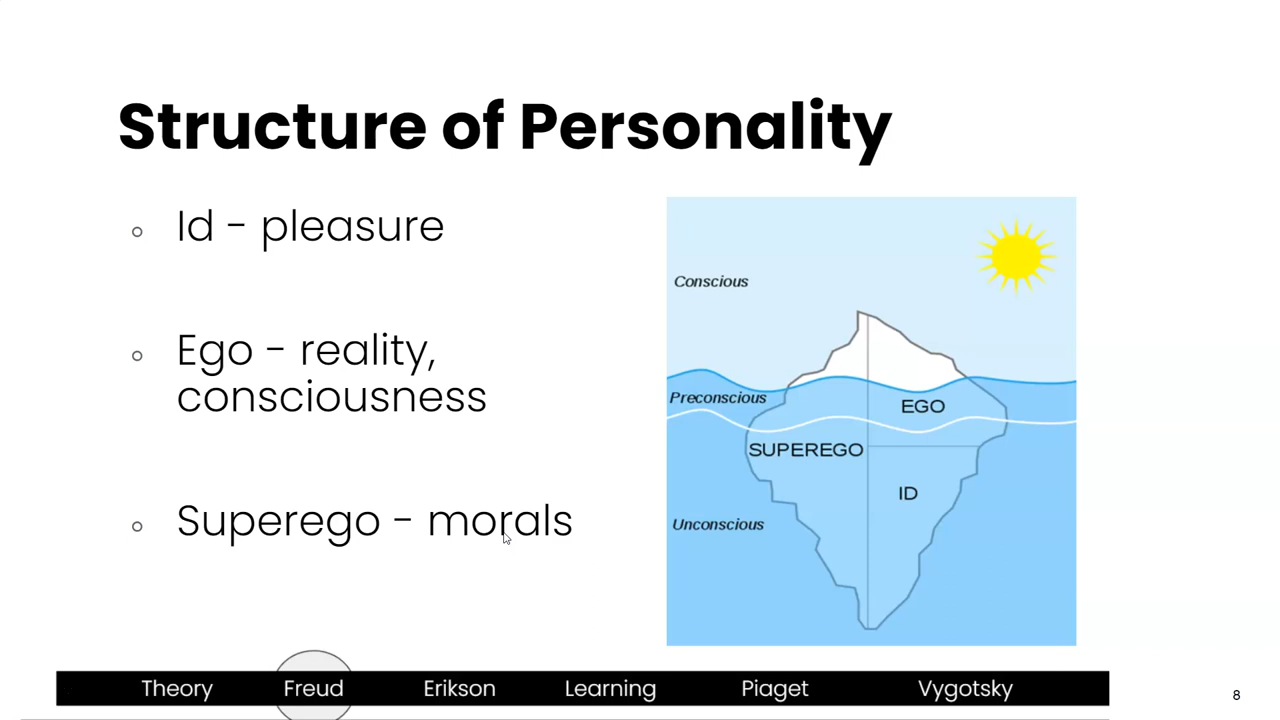 Structure of Personality
Id - pleasure
Ego - reality,
consciousness
Superego - morals
Conscious
Preconscious
EGO
SUPEREGO
ID
Unconscious
Theory Freud Erikson Learning Piaget Vygotsky
8